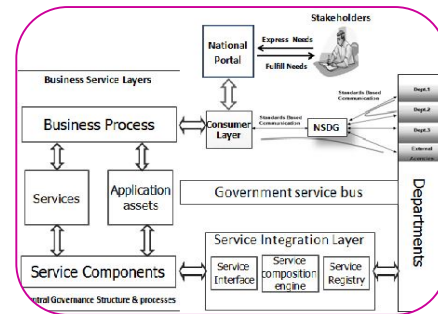 Stakeholders
National
Portal
Express Needs
Fulfill Needs
Business Service Layers
Business Process
Consumer
Layer
Standards Based
Communication
NSDG
Standards Based
Communication
Dept.1
Dept.2
Dept.3
External
Services
Application
assets
Government service bus
Departments
Service Integration Layer
Service Components
Service
Interface
Service
composition
engine
Service
Registry
ntral Governance Structure & processes